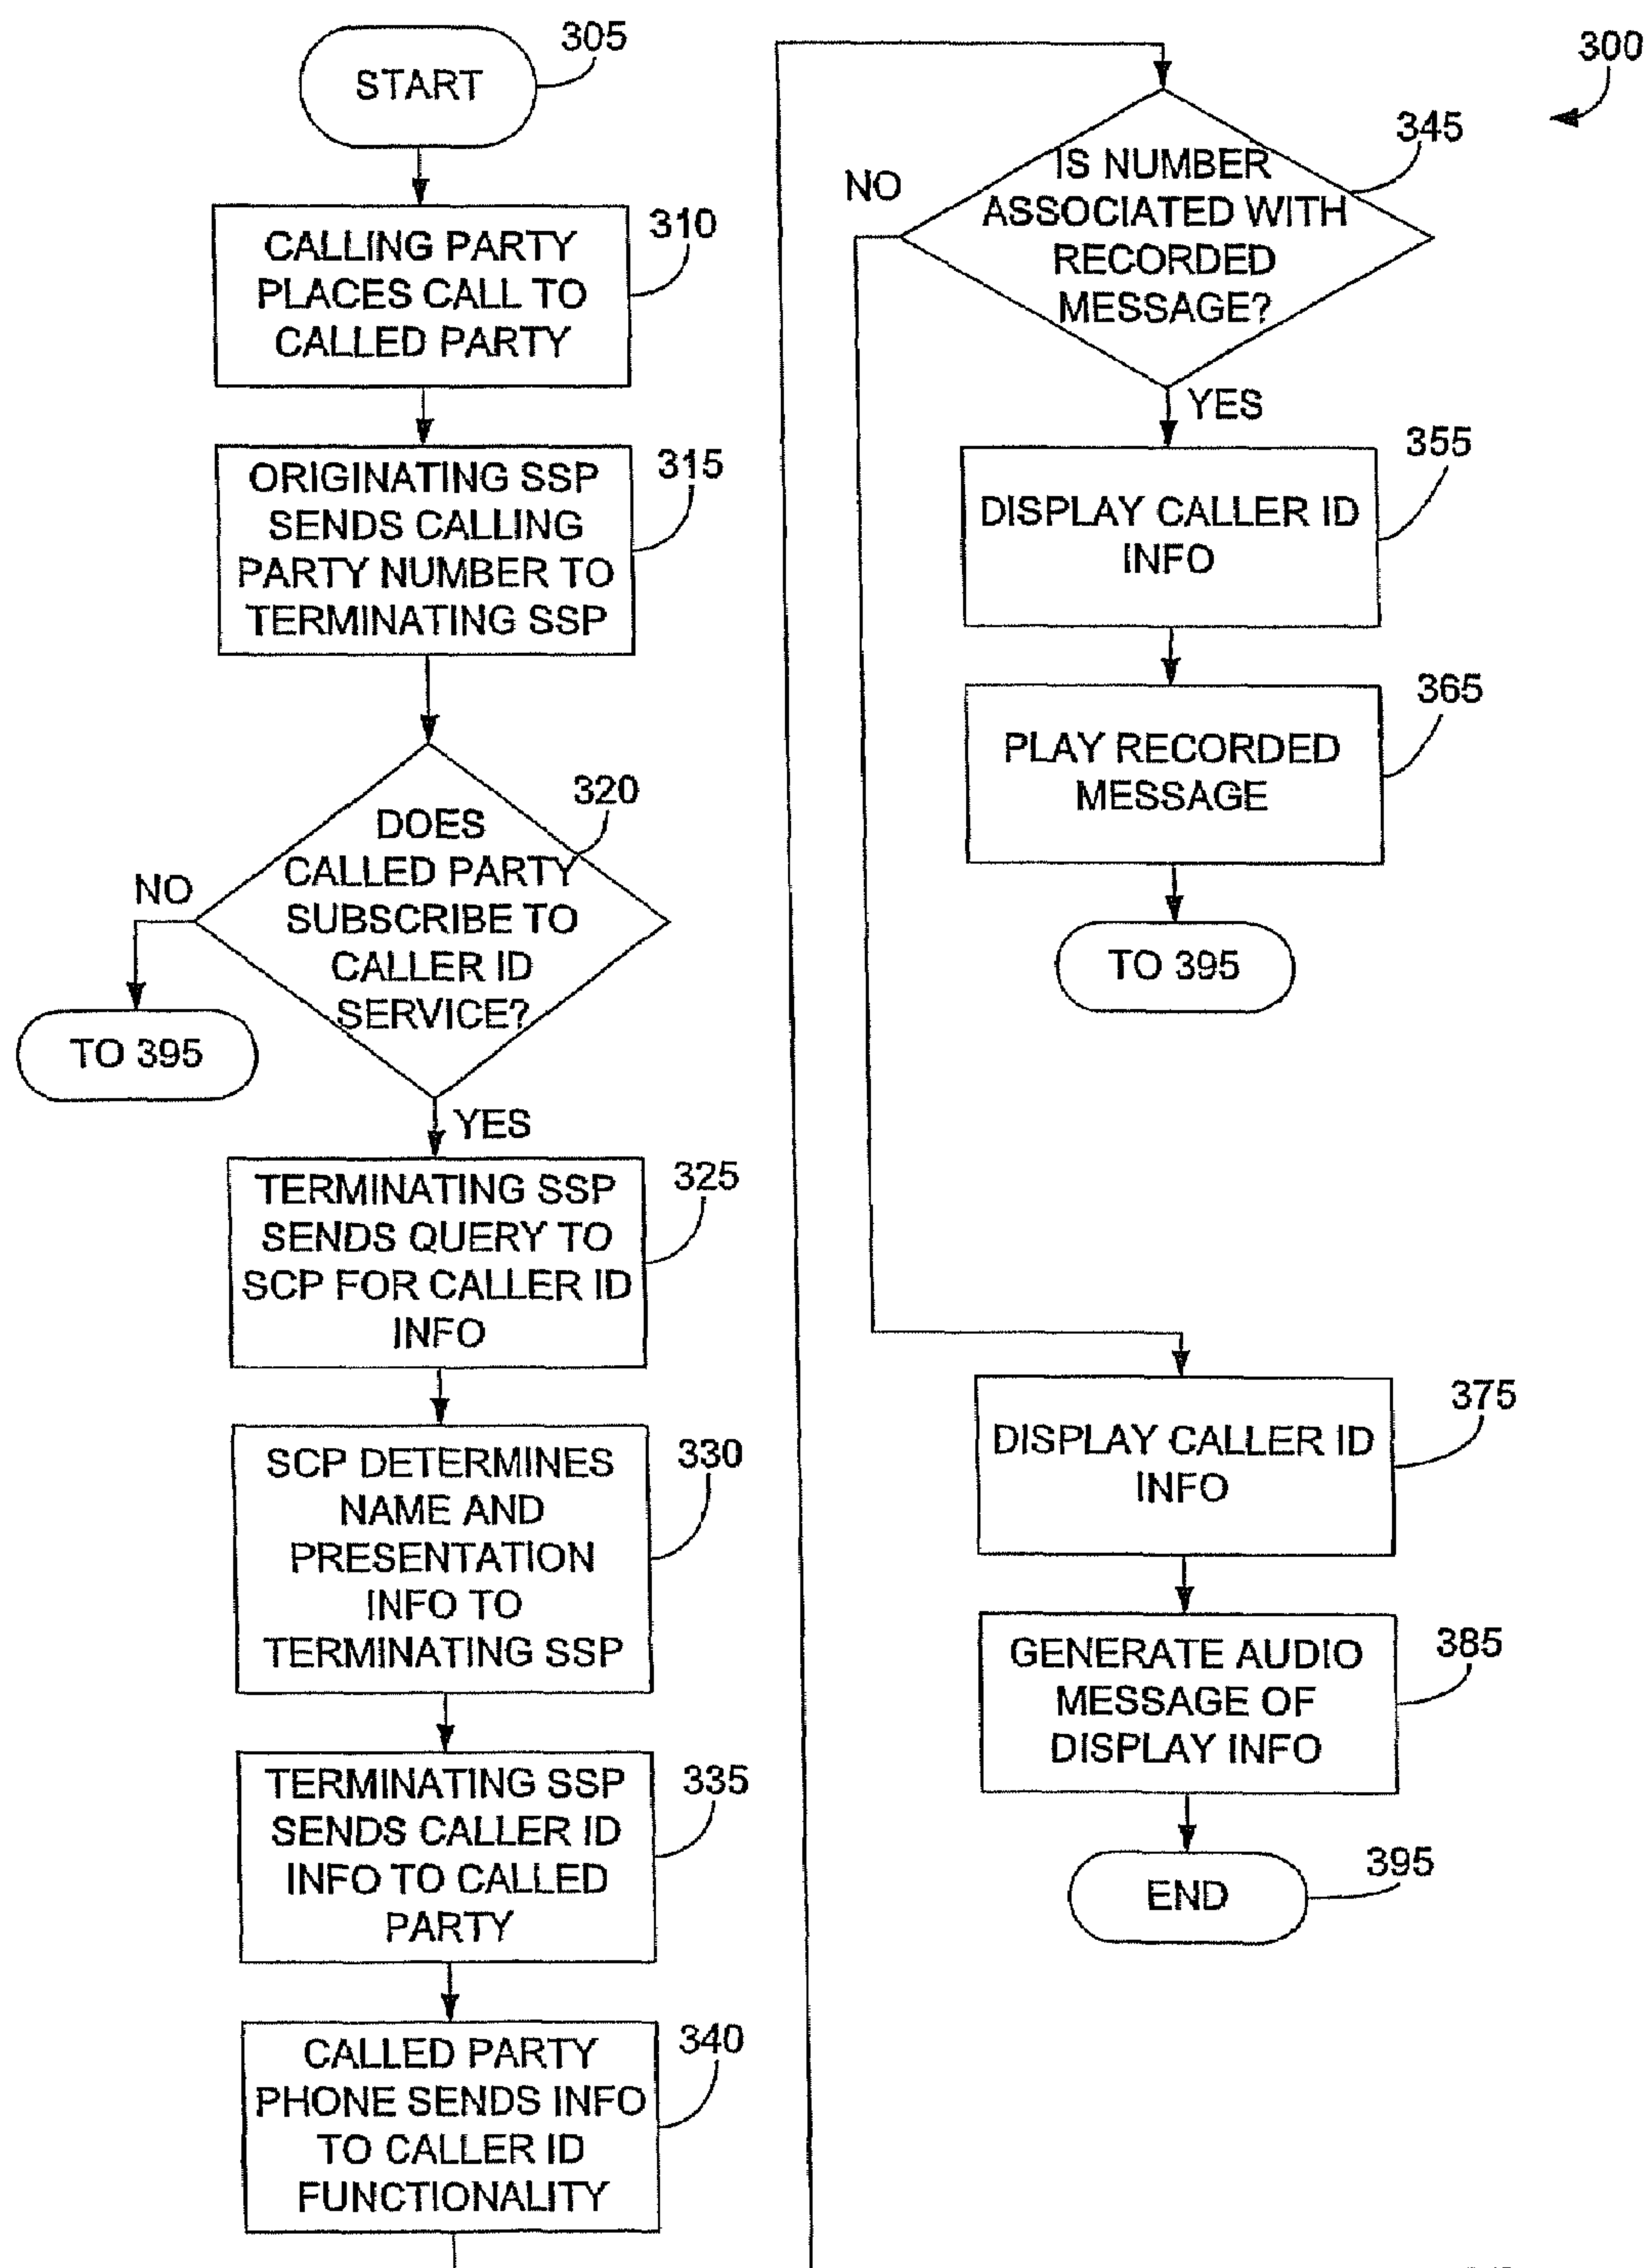 START
305
CALLING PARTY
PLACES CALL TO
CALLED PARTY
310
ORIGINATING SSP
SENDS CALLING
PARTY NUMBER TO
TERMINATING SSP
315
DOES
CALLED PARTY
SUBSCRIBE TO
CALLER ID
SERVICE?
320
NO
TO 395
YES
TERMINATING SSP
SENDS QUERY TO
SCP FOR CALLER ID
INFO
325
SCP DETERMINES
NAME AND
PRESENTATION
INFO TO
TERMINATING SSP
330
TERMINATING SSP
SENDS CALLER ID
INFO TO CALLED
PARTY
335
CALLED PARTY
PHONE SENDS INFO
TO CALLER ID
FUNCTIONALITY
340
300
IS NUMBER
ASSOCIATED WITH
RECORDED
MESSAGE?
345
NO
YES
DISPLAY CALLER ID
INFO
355
PLAY RECORDED
MESSAGE
365
TO 395
DISPLAY CALLER ID
INFO
375
GENERATE AUDIO
MESSAGE OF
DISPLAY INFO
385
END
395